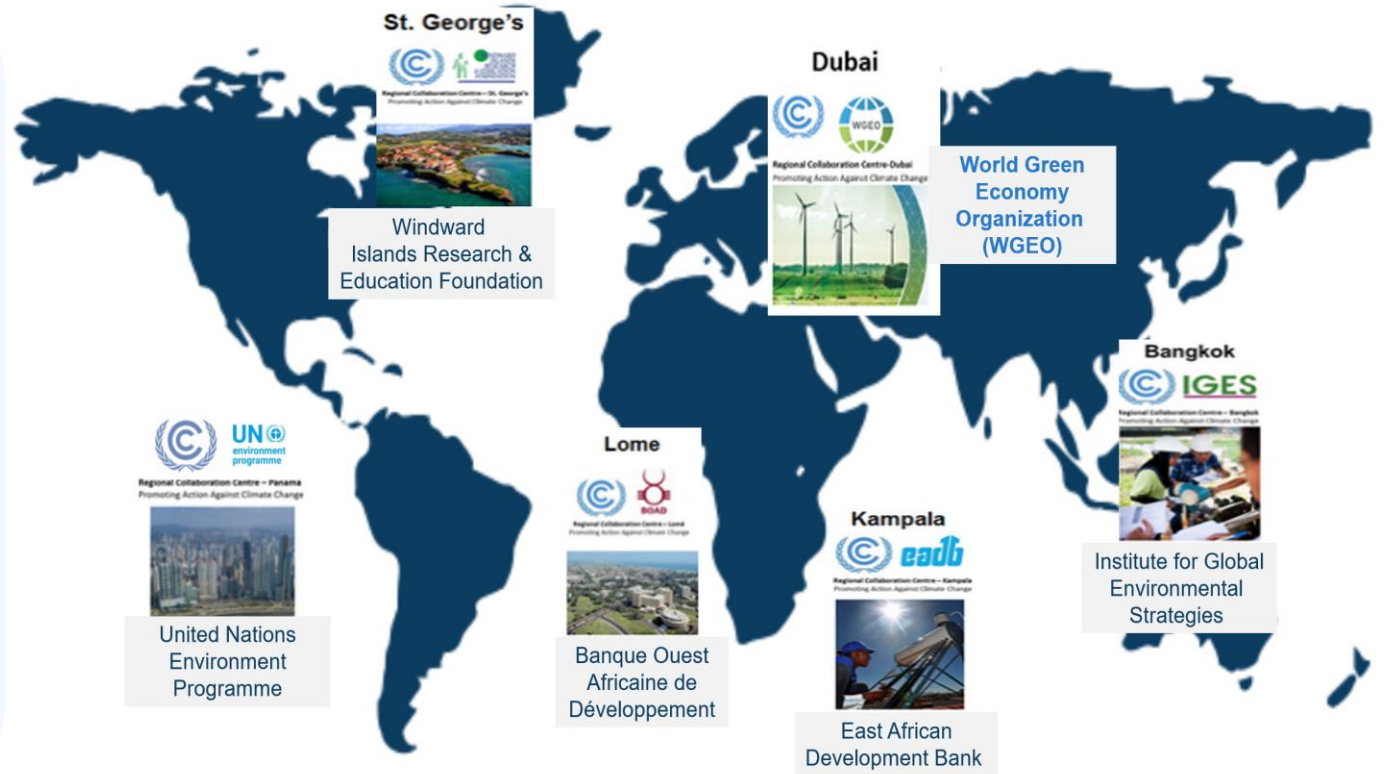 St. George's
Regional Collaboration Centre – St. George's
Promoting Action Against Climate Change
Windward
Islands Research &
Education Foundation
Dubai
WGEO
Regional Collaboration Centre-Dubai
Promoting Action Against Climate Change
World Green
Economy
Organization
(WGEO)
Bangkok
IGES
Regional Collaboration Centre – Bangkok
Promoting Action Against Climate Change
Institute for Global
Environmental
Strategies
UN
environment
programme
Regional Collaboration Centre – Panama
Promoting Action Against Climate Change
United Nations
Environment
Programme
Lome
BOAD
Regional Collaboration Centre – Lomé
Promoting Action Against Climate Change
Banque Ouest
Africaine de
Développement
Kampala
eadb
Regional Collaboration Centre – Kampala
Promoting Action Against Climate Change
East African
Development Bank